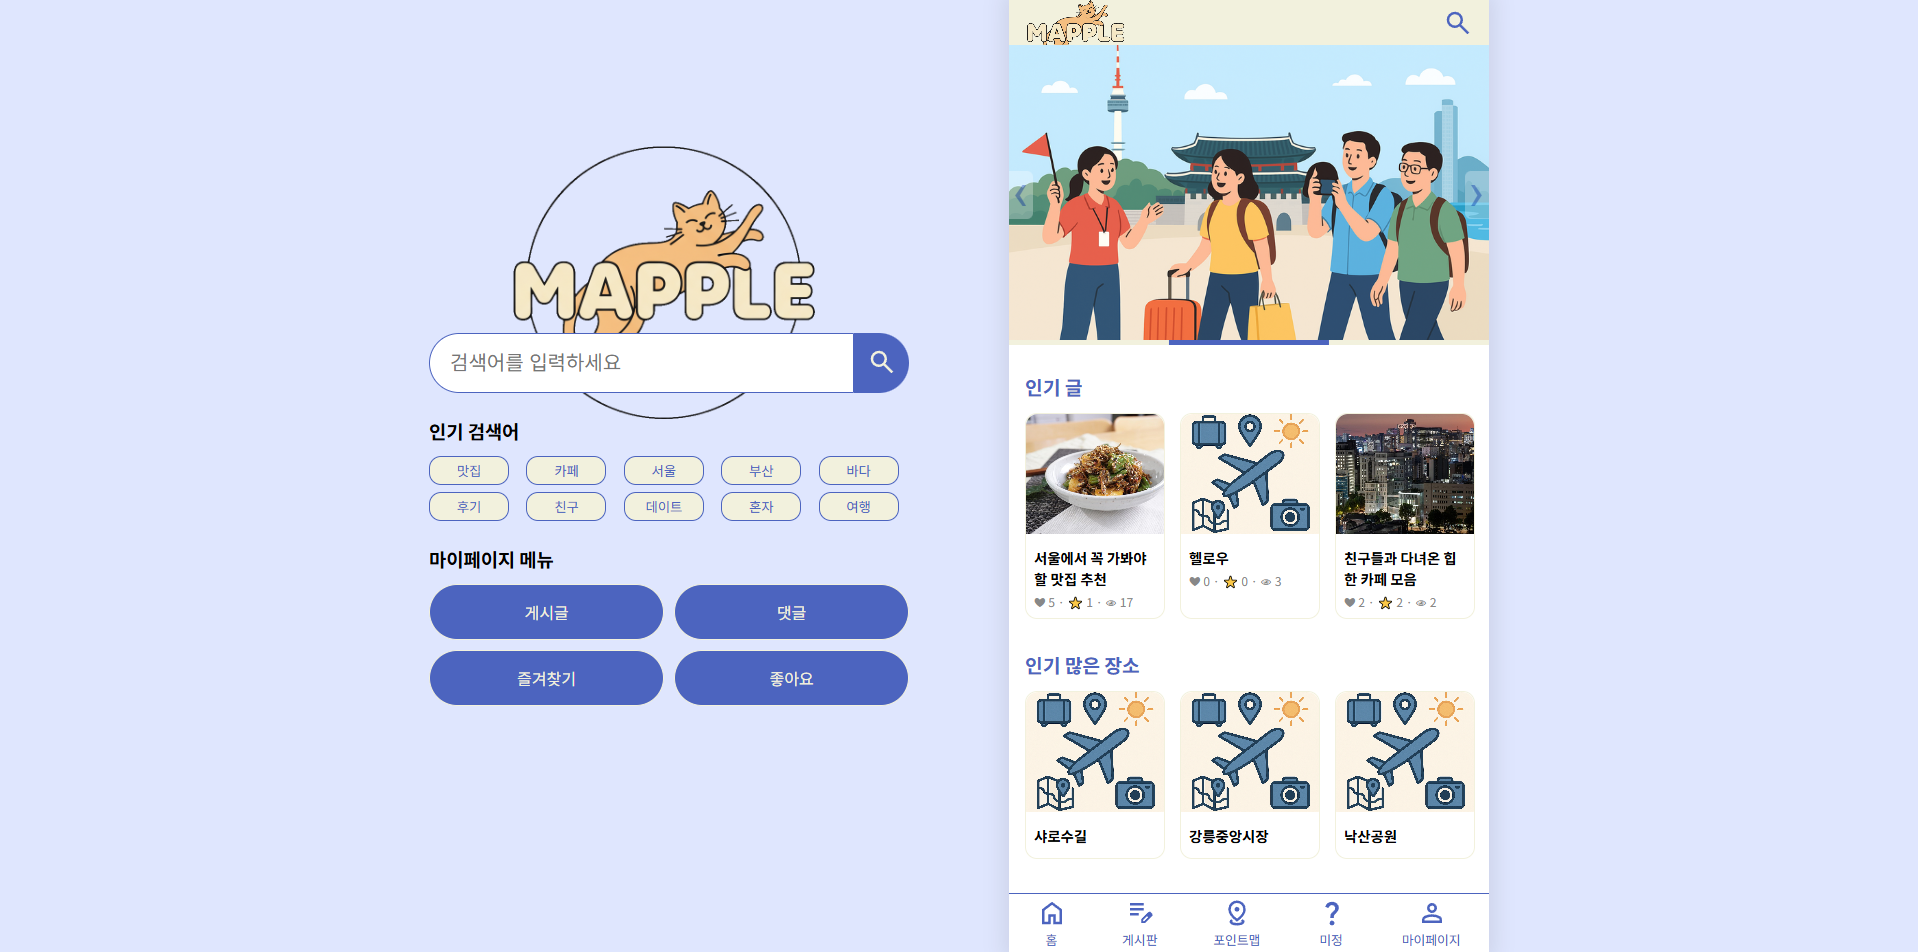 MAPPLE
검색어를 입력하세요
인기 검색어
맛집 카페 서울 부산 바다
후기 친구 데이트 혼자 여행
마이페이지 메뉴
게시글 댓글
즐겨찾기 좋아요
MAPPLE
인기 글
서울에서 꼭 가봐야
할 맛집 추천
5 · 1 · 17
헬로우
0 · 0 · 3
친구들과 다녀온 힙
한 카페 모음
2 · 2 · 2
인기 많은 장소
샤로수길
강릉중앙시장
낙산공원
홈 게시판 포인트맵 미정 마이페이지